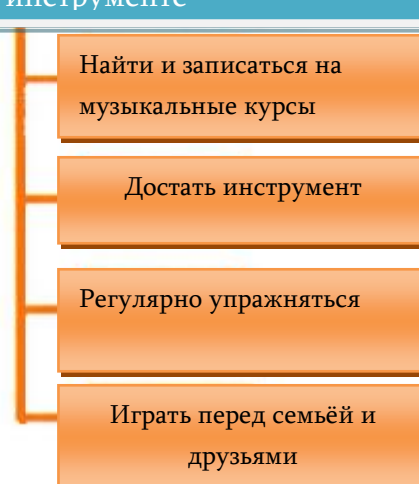 инструменте
Найти и записаться на
музыкальные курсы
Достать инструмент
Регулярно упражняться
Играть перед семьёй и
друзьями